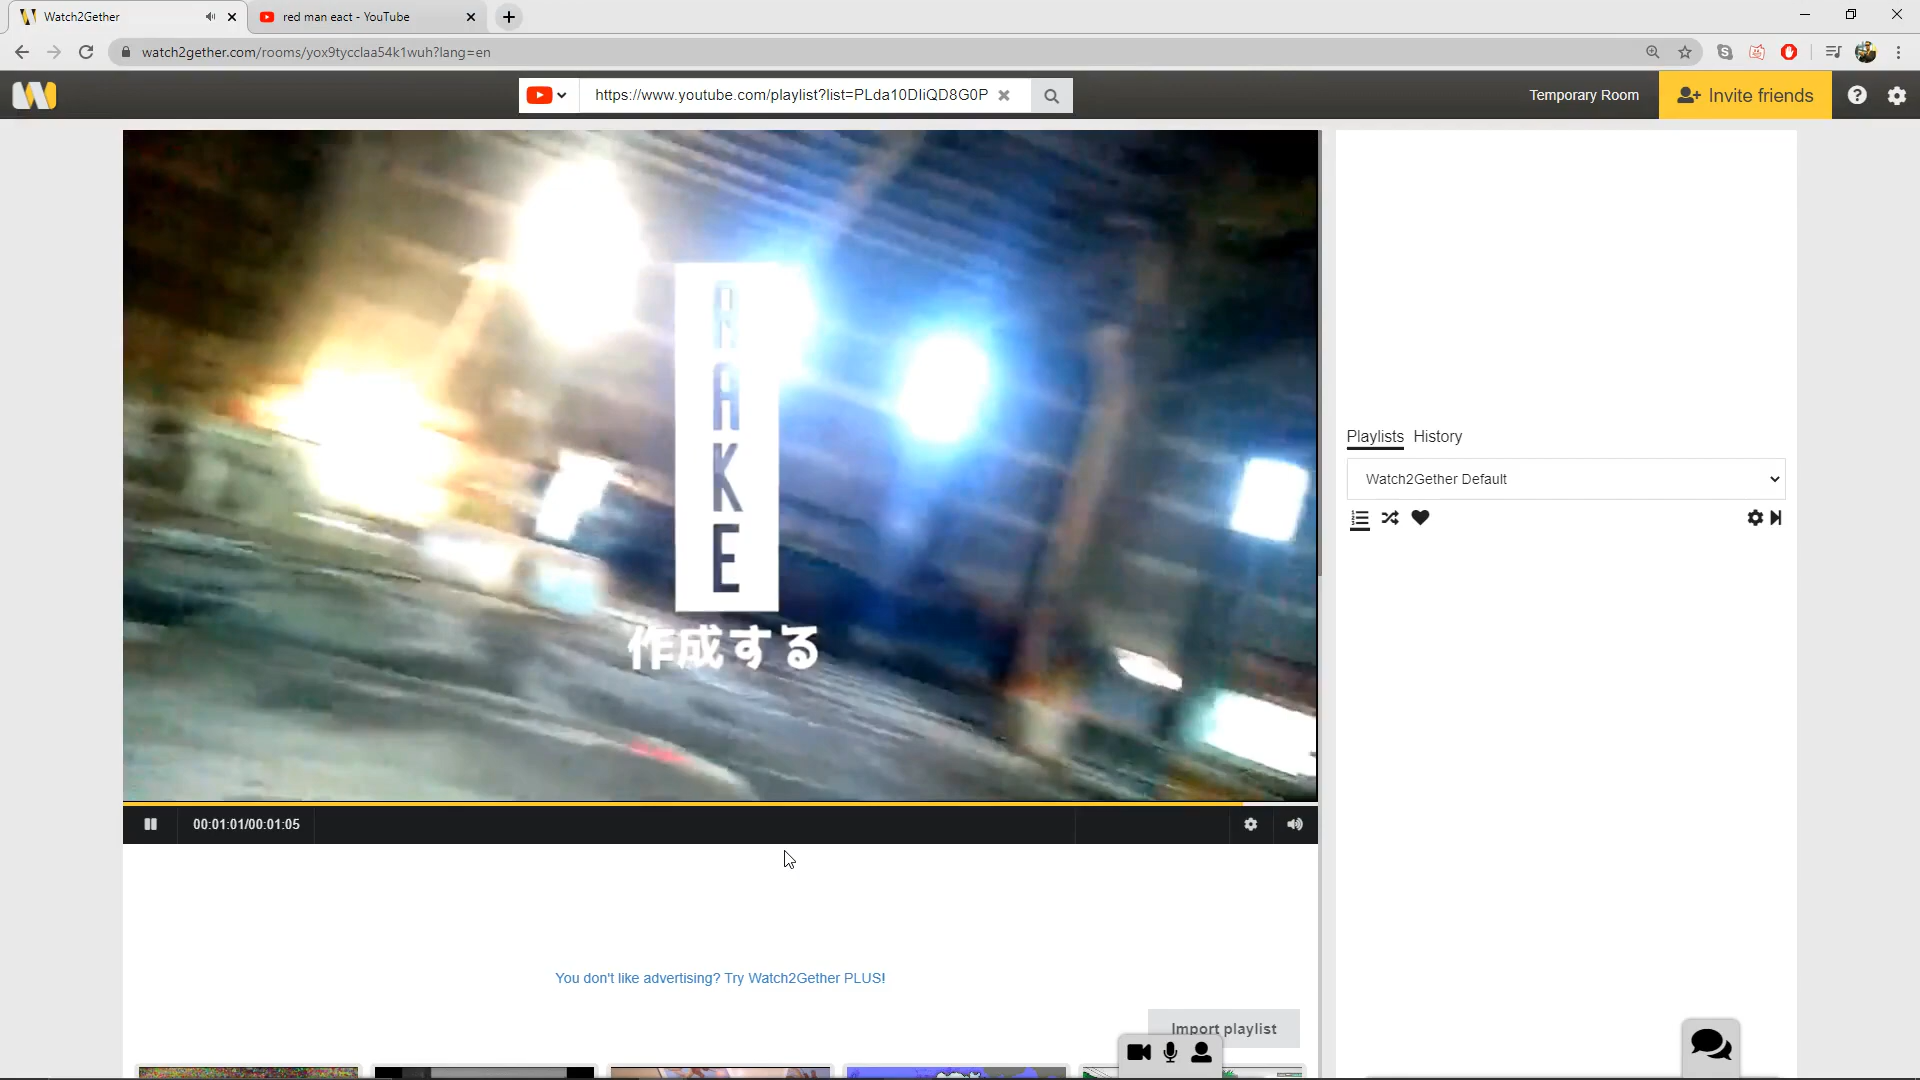 Watch2Gether
red man eact - YouTube
watch2gether.com/rooms/yox9tycclaa54k1wuh?lang=en
https://www.youtube.com/playlist?list=PLda10DIiQD8G0P
Temporary Room
Invite friends
作成する
Playlists History
Watch2Gether Default
00:01:01/00:01:05
You don't like advertising? Try Watch2Gether PLUS!
Import playlist